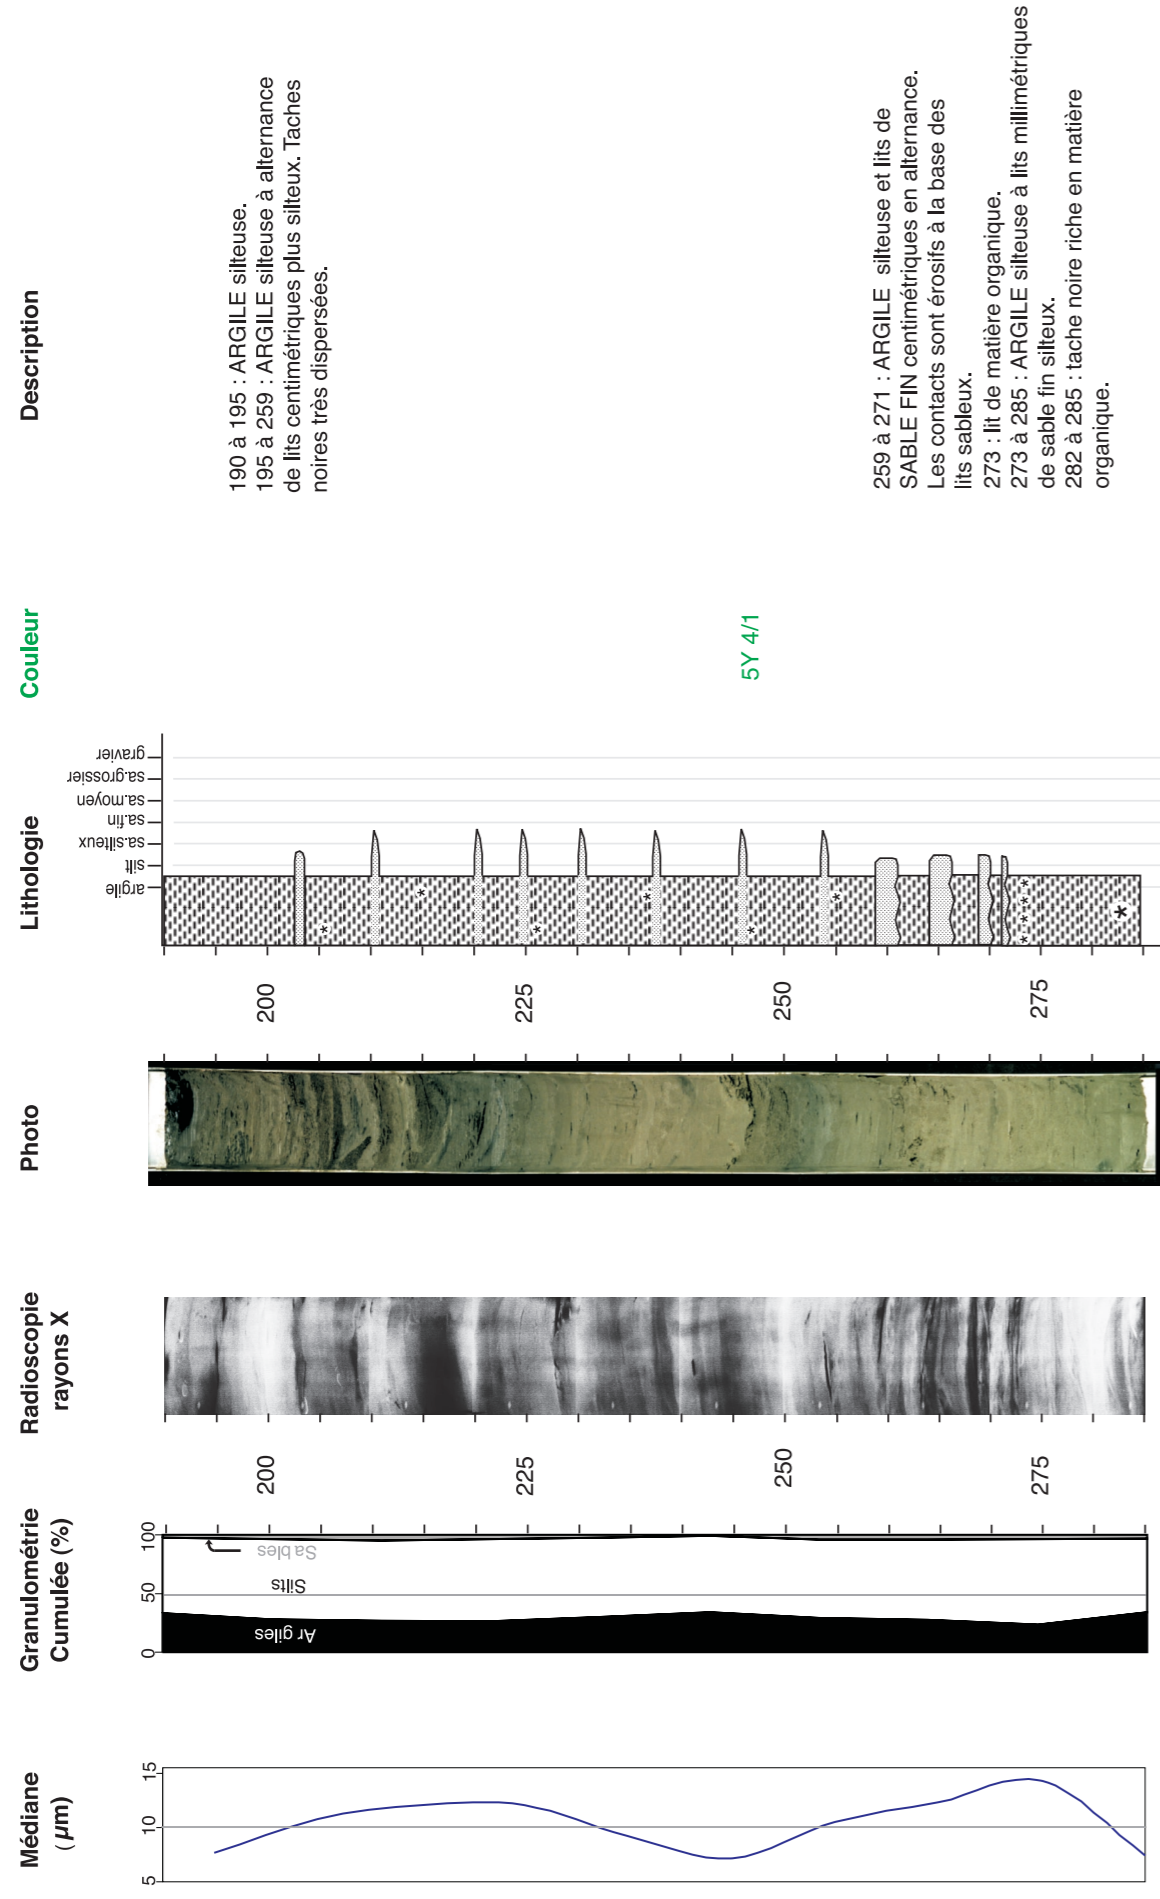 Médiane
(µm)
Granulométrie
Cumulée (%)
Radioscopie
rayons X
Photo
Lithologie
Couleur
Description
5
10
15
0
50
100
Argiles
Silts
Sables
200
225
250
275
200
225
250
275
argile
silt
sa.silteux
sa.fin
sa.moyen
sa.grossier
gravier
*
*
*
*
*
*
*
*
*
*
*
*
5Y 4/1
190 à 195 : ARGILE silteuse.
195 à 259 : ARGILE silteuse à alternance
de lits centimétriques plus silteux. Taches
noires très dispersées.
259 à 271 : ARGILE silteuse et lits de
SABLE FIN centimétriques en alternance.
Les contacts sont érosifs à la base des
lits sableux.
273 : lit de matière organique.
273 à 285 : ARGILE silteuse à lits millimétriques
de sable fin silteux.
282 à 285 : tache noire riche en matière
organique.